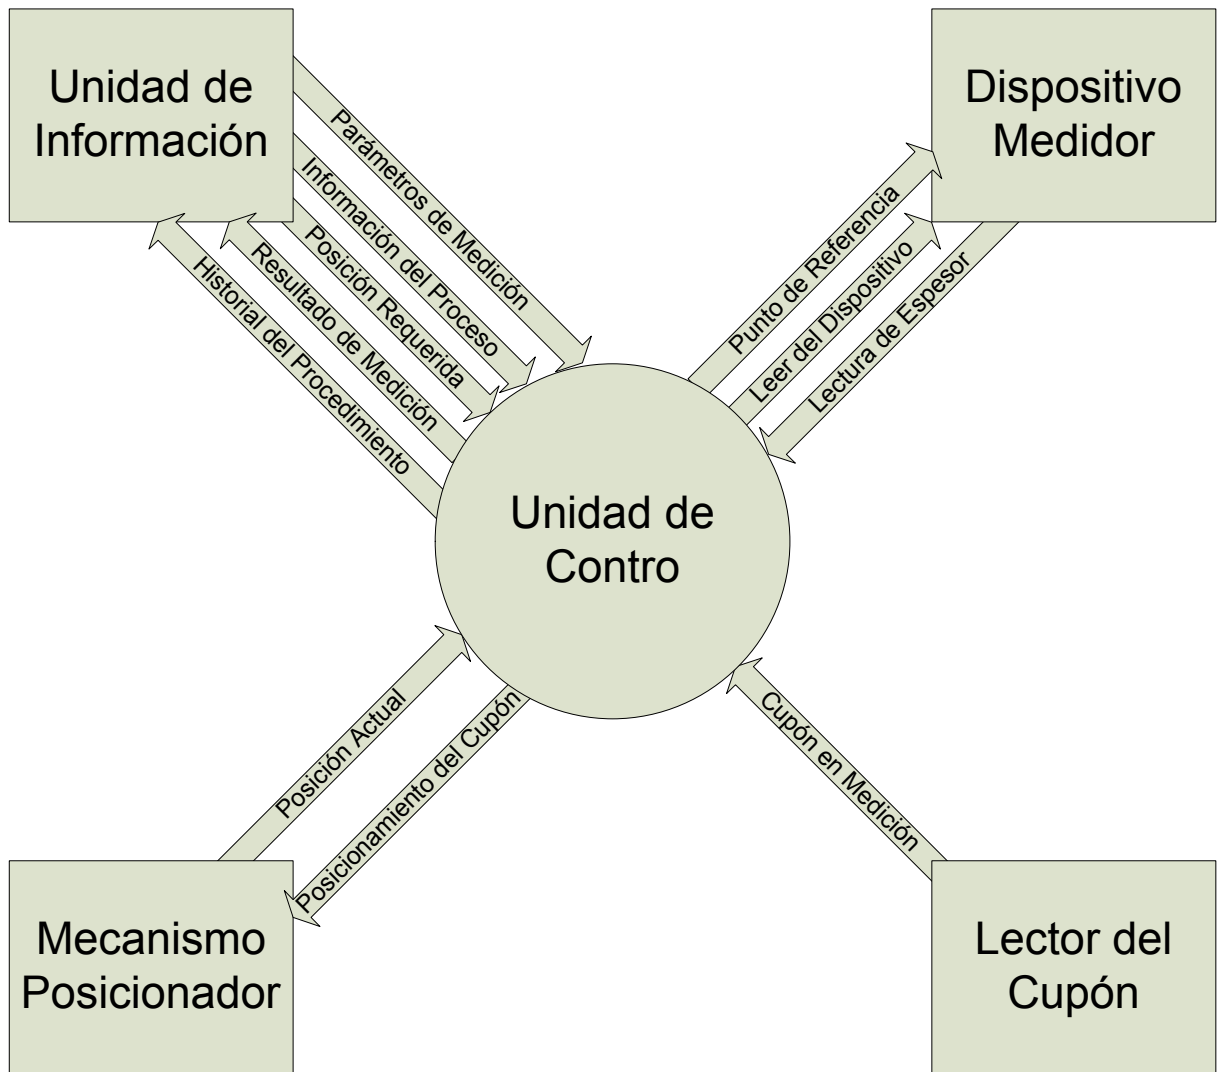 Unidad de
Información
Dispositivo
Medidor
Parámetros de Medición
Información del Proceso
Posición Requerida
Resultado de Medición
Historial del Procedimiento
Punto de Referencia
Leer del Dispositivo
Lectura de Espesor
Unidad de
Contro
Posición Actual
Posicionamiento del Cupón
Cupón en Medición
Mecanismo
Posicionador
Lector del
Cupón